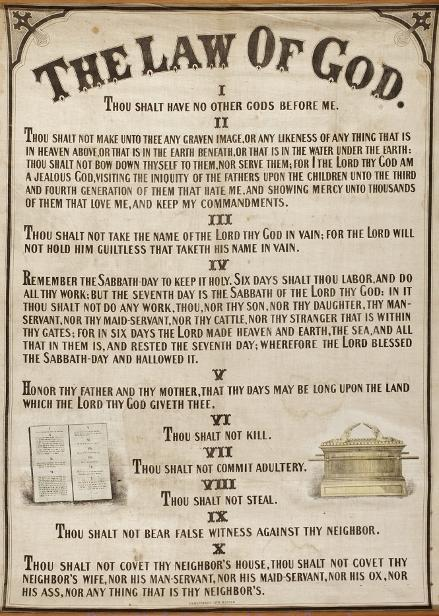 THE LAW OF GOD.
I
THOU SHALT HAVE NO OTHER GODS BEFORE ME.
II
THOU SHALT NOT MAKE UNTO THEE ANY GRAVEN IMAGE, OR ANY LIKENESS OF ANY THING THAT IS
IN HEAVEN ABOVE, OR THAT IS IN THE EARTH BENEATH, OR THAT IS IN THE WATER UNDER THE EARTH:
THOU SHALT NOT BOW DOWN THYSELF TO THEM, NOR SERVE THEM; FOR I THE LORD THY GOD AM
A JEALOUS GOD, VISITING THE INIQUITY OF THE FATHERS UPON THE CHILDREN UNTO THE THIRD
AND FOURTH GENERATION OF THEM THAT HATE ME, AND SHOWING MERCY UNTO THOUSANDS
OF THEM THAT LOVE ME, AND KEEP MY COMMANDMENTS.
III
THOU SHALT NOT TAKE THE NAME OF THE LORD THY GOD IN VAIN; FOR THE LORD WILL
NOT HOLD HIM GUILTLESS THAT TAKETH HIS NAME IN VAIN.
IV
REMEMBER THE SABBATH-DAY TO KEEP IT HOLY. SIX DAYS SHALT THOU LABOR, AND DO
ALL THY WORK: BUT THE SEVENTH DAY IS THE SABBATH OF THE LORD THY GOD: IN IT
THOU SHALT NOT DO ANY WORK, THOU, NOR THY SON, NOR THY DAUGHTER, THY MAN-
SERVANT, NOR THY MAID-SERVANT, NOR THY CATTLE, NOR THY STRANGER THAT IS WITHIN
THY GATES; FOR IN SIX DAYS THE LORD MADE HEAVEN AND EARTH, THE SEA, AND ALL
THAT IN THEM IS, AND RESTED THE SEVENTH DAY; WHEREFORE THE LORD BLESSED
THE SABBATH-DAY AND HALLOWED IT.
V
HONOR THY FATHER AND THY MOTHER, THAT THY DAYS MAY BE LONG UPON THE LAND
WHICH THE LORD THY GOD GIVETH THEE.
VI
THOU SHALT NOT KILL.
VII
THOU SHALT NOT COMMIT ADULTERY.
VIII
THOU SHALT NOT STEAL.
IX
THOU SHALT NOT BEAR FALSE WITNESS AGAINST THY NEIGHBOR.
X
THOU SHALT NOT COVET THY NEIGHBOR'S HOUSE, THOU SHALT NOT COVET THY
NEIGHBOR'S WIFE, NOR HIS MAN-SERVANT, NOR HIS MAID-SERVANT, NOR HIS OX, NOR
HIS ASS, NOR ANY THING THAT IS THY NEIGHBOR'S.